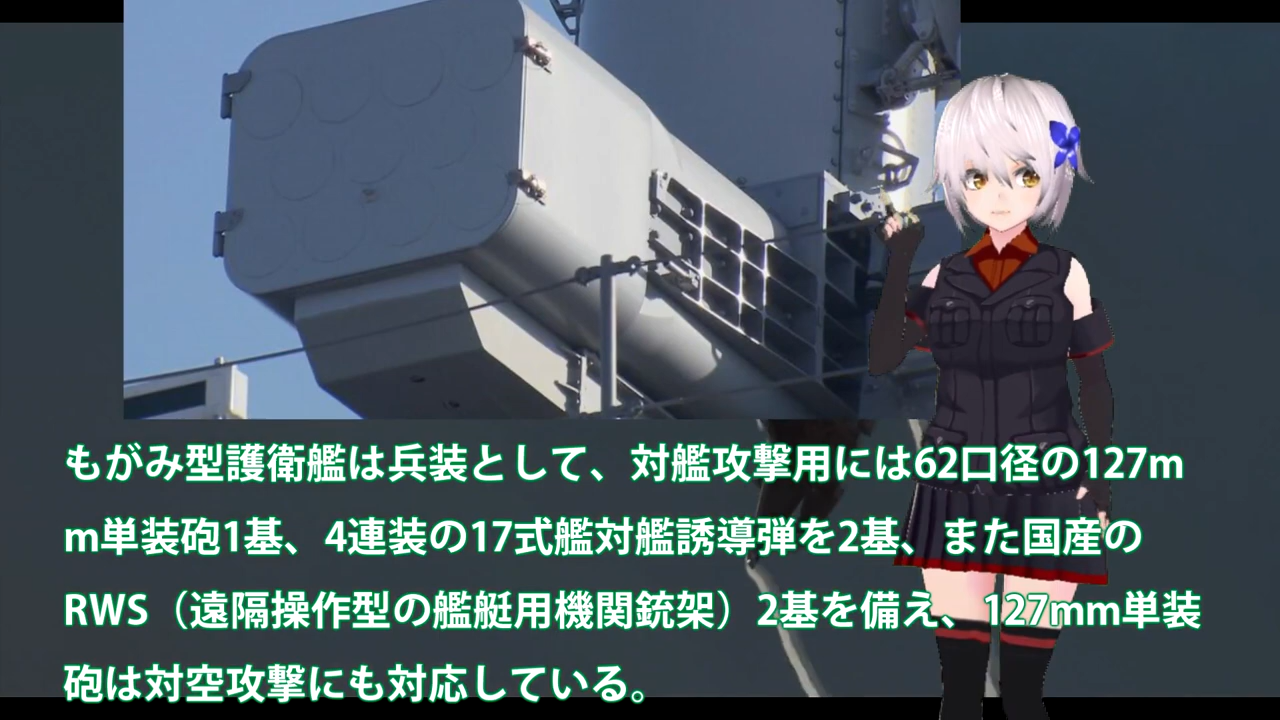 もがみ型護衛艦は兵装として、対艦攻撃用には62口径の127m
m単装砲1基、4連装の17式艦対艦誘導弾を2基、また国産の
RWS（遠隔操作型の艦艇用機関銃架）2基を備え、127mm単装
砲は対空攻撃にも対応している。